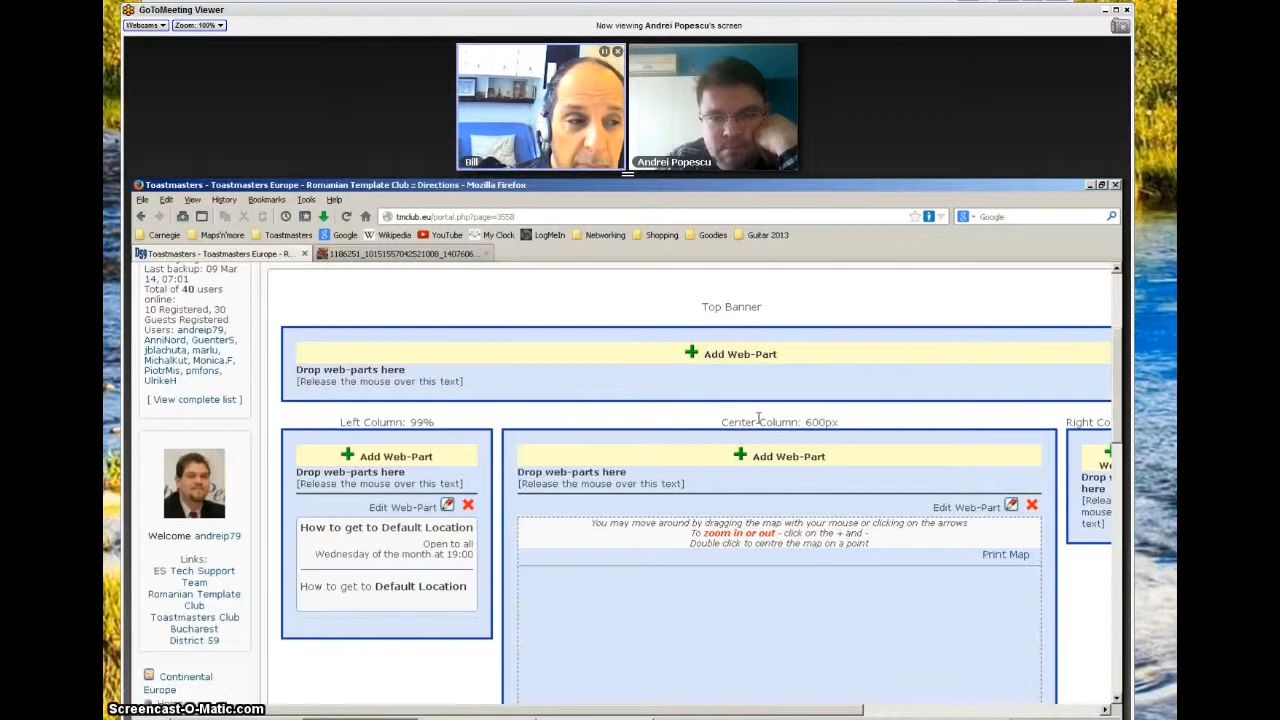 GoToMeeting Viewer
Webcams
Zoom: 100%
Now viewing Andrei Popescu's screen
Bill
Andrei Popescu
Toastmasters - Toastmasters Europe - Romanian Template Club :: Directions - Mozilla Firefox
File Edit View History Bookmarks Tools Help
tmclub.eu/portal.php?page=3558
Google
Carnegie Maps'n'more Toastmasters Google Wikipedia YouTube My Clock LogMeIn Networking Shopping Goodies Guitar 2013
Toastmasters - Toastmasters Europe - R...
1186251_10151557042521008_1407606...
Last backup: 09 Mar
14, 07:01
Total of 40 users
online:
10 Registered, 30
Guests Registered
Users: andreip79,
AnniNord, GuenterS,
jblachuta, marlu,
MichalKut, Monica.F,
PiotrMis, pmfons,
UlrikeH
[ View complete list ]
Welcome andreip79
Links:
ES Tech Support
Team
Romanian Template
Club
Toastmasters Club
Bucharest
District 59
Continental
Europe
Top Banner
Add Web-Part
Drop web-parts here
[Release the mouse over this text]
Left Column: 99%
Add Web-Part
Drop web-parts here
[Release the mouse over this text]
Edit Web-Part
How to get to Default Location
Open to all
Wednesday of the month at 19:00
How to get to Default Location
Center Column: 600px
Add Web-Part
Drop web-parts here
[Release the mouse over this text]
Edit Web-Part
You may move around by dragging the map with your mouse or clicking on the arrows
To zoom in or out - click on the + and -
Double click to centre the map on a point
Print Map
Right Co
We
Drop
here
[Release
the
mouse
over this
text]
Screencast-O-Matic.com